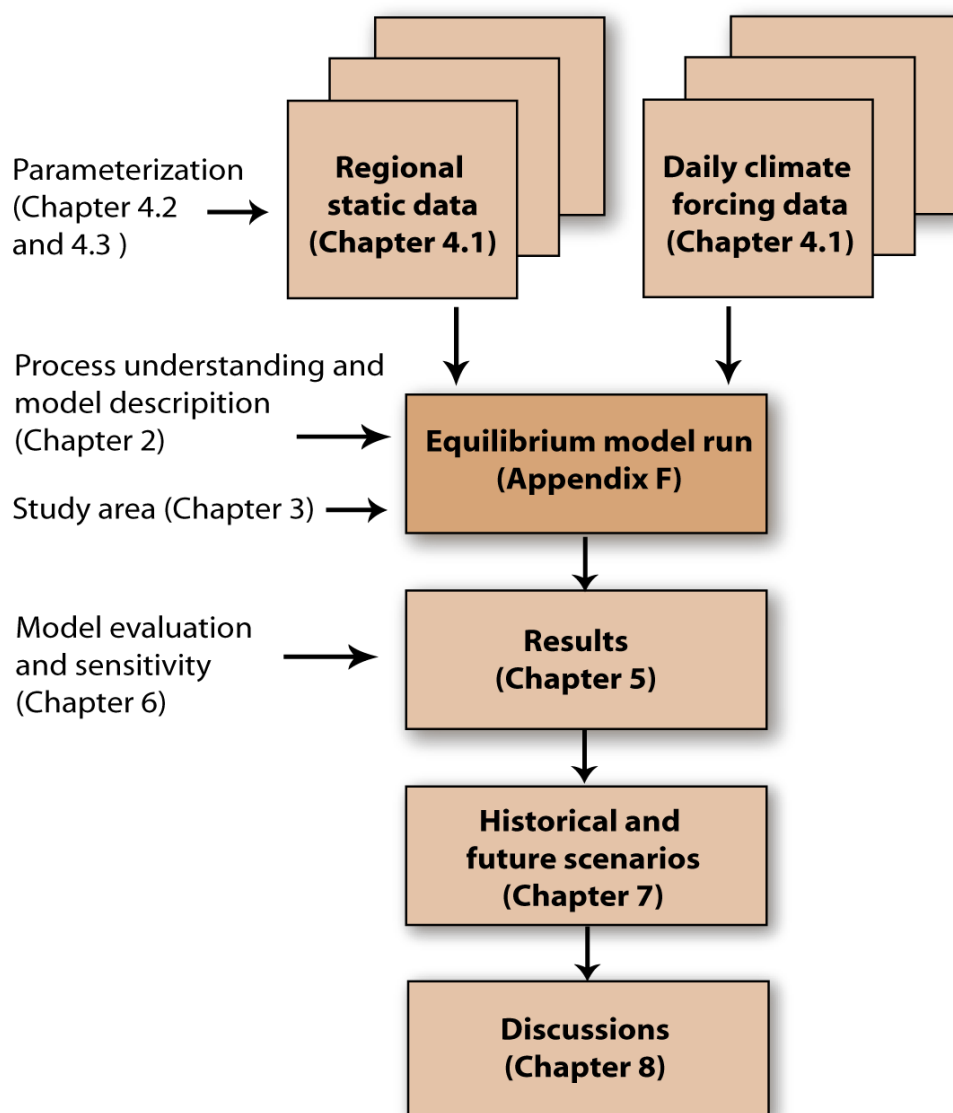 Parameterization
(Chapter 4.2
and 4.3 )
Regional
static data
(Chapter 4.1)
Daily climate
forcing data
(Chapter 4.1)
Process understanding and
model descripition
(Chapter 2)
Equilibrium model run
(Appendix F)
Study area (Chapter 3)
Model evaluation
and sensitivity
(Chapter 6)
Results
(Chapter 5)
Historical and
future scenarios
(Chapter 7)
Discussions
(Chapter 8)